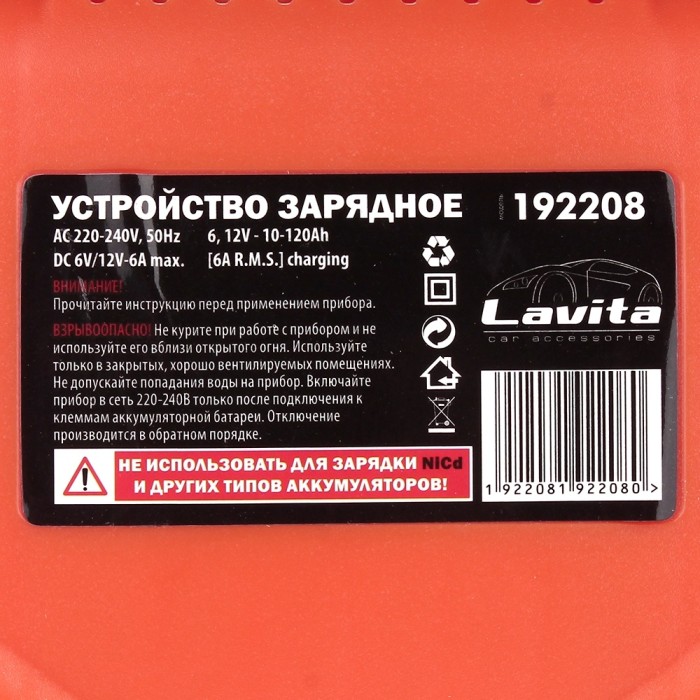 УСТРОЙСТВО ЗАРЯДНОЕ
МОДЕЛЬ: 192208
AC 220-240V, 50Hz 6, 12V - 10-120Ah
DC 6V/12V-6A max. [6A R.M.S.] charging
ВНИМАНИЕ!
Прочитайте инструкцию перед применением прибора.
ВЗРЫВООПАСНО! Не курите при работе с прибором и не
используйте его вблизи открытого огня. Используйте
только в закрытых, хорошо вентилируемых помещениях.
Не допускайте попадания воды на прибор. Включайте
прибор в сеть 220-240В только после подключения к
клеммам аккумуляторной батареи. Отключение
производится в обратном порядке.
НЕ ИСПОЛЬЗОВАТЬ ДЛЯ ЗАРЯДКИ NiCd
И ДРУГИХ ТИПОВ АККУМУЛЯТОРОВ!
Lavita
car accessories
1 922081 922080 >